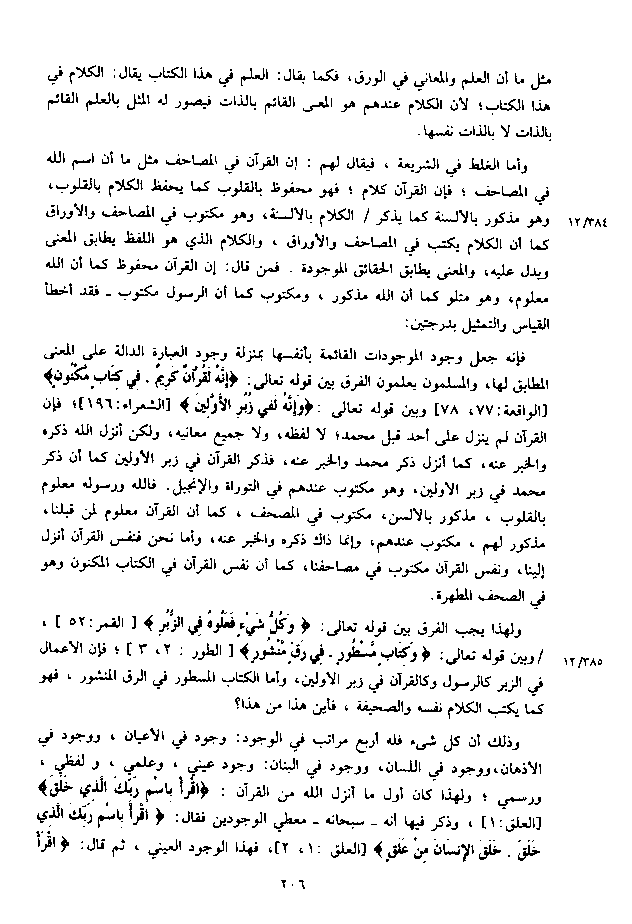 مثل ما أن العلم والمعاني في الورق، فكما يقال: العلم في هذا الكتاب يقال: الكلام في
هذا الكتاب؛ لأن الكلام عندهم هو المعنى القائم بالذات فيصور له المثل بالعلم القائم
بالذات لا بالذات نفسها.
وأما الغلط في الشريعة ، فيقال لهم : إن القرآن في المصاحف مثل ما أن اسم الله
في المصاحف ؛ فإن القرآن كلام ؛ فهو محفوظ بالقلوب كما يحفظ الكلام بالقلوب،
وهو مذكور بالألسنة كما يذكر / الكلام بالألسنة، وهو مكتوب في المصاحف والأوراق
١٢/٣٨٤
كما أن الكلام يكتب في المصاحف والأوراق ، والكلام الذي هو اللفظ يطابق المعنى
ويدل عليه، والمعنى يطابق الحقائق الموجودة . فمن قال: إن القرآن محفوظ كما أن الله
معلوم، وهو متلو كما أن الله مذكور ، ومكتوب كما أن الرسول مكتوب ـ فقد أخطأ
القياس والتمثيل بدرجتين:
فإنه جعل وجود الموجودات القائمة بأنفسها بمنزلة وجود العبارة الدالة على المعنى
المطابق لها، والمسلمون يعلمون الفرق بين قوله تعالى: ﴿إِنَّهُ لَقُرْآنٌ كَرِيمٌ . فِي كِتَابٍ مَّكْنُونٍ﴾
[الواقعة:٧٧، ٧٨] وبين قوله تعالى :﴿وَإِنَّهُ لَفِي زُبُرِ الأَوَّلِينَ ﴾ [الشعراء:١٩٦]؛ فإن
القرآن لم ينزل على أحد قبل محمد؛ لا لفظه، ولا جميع معانيه، ولكن أنزل الله ذكره
والخبر عنه، كما أنزل ذكر محمد والخبر عنه، فذكر القرآن في زبر الأولين كما أن ذكر
محمد في زبر الأولين، وهو مكتوب عندهم في التوراة والإنجيل. فالله ورسوله معلوم
بالقلوب ، مذكور بالألسن، مكتوب في المصحف ، كما أن القرآن معلوم لمن قبلنا،
مذكور لهم ، مكتوب عندهم، وإنما ذاك ذكره والخبر عنه، وأما نحن فنفس القرآن أنزل
إلينا، ونفس القرآن مكتوب في مصاحفنا، كما أن نفس القرآن في الكتاب المكنون وهو
في الصحف المطهرة.
ولهذا يجب الفرق بين قوله تعالى: ﴿ وَكُلُّ شَيْءٍ فَعَلُوهُ فِي الزُّبُرِ ﴾ [ القمر:٥٢ ] ،
/ وبين قوله تعالى: ﴿ وَكِتَابٍ مَّسْطُورٍ . فِي رَقٍّ مَّنْشُورٍ﴾ [ الطور : ٢، ٣ ] ؛ فإن الأعمال
١٢/٣٨٥
في الزبر كالرسول وكالقرآن في زبر الأولين، وأما الكتاب المسطور في الرق المنشور ، فهو
كما يكتب الكلام نفسه والصحيفة ، فأين هذا من هذا؟
وذلك أن كل شىء فله أربع مراتب في الوجود: وجود في الأعيان ، ووجود في
الأذهان، ووجود في اللسان، ووجود في البنان: وجود عيني ، وعلمي ، و لفظي ،
ورسمي ؛ ولهذا كان أول ما أنزل الله من القرآن : ﴿اقْرَأْ بِاسْمِ رَبِّكَ الَّذِي خَلَقَ﴾
[العلق:١] ، وذكر فيها أنه ـ سبحانه ـ معطي الوجودين فقال: ﴿ اقْرَأْ بِاسْمِ رَبِّكَ الَّذِي
خَلَقَ . خَلَقَ الإِنسَانَ مِنْ عَلَقٍ ﴾ [العلق :١، ٢]، فهذا الوجود العيني ، ثم قال: ﴿ اقْرَأْ
٢٠٦